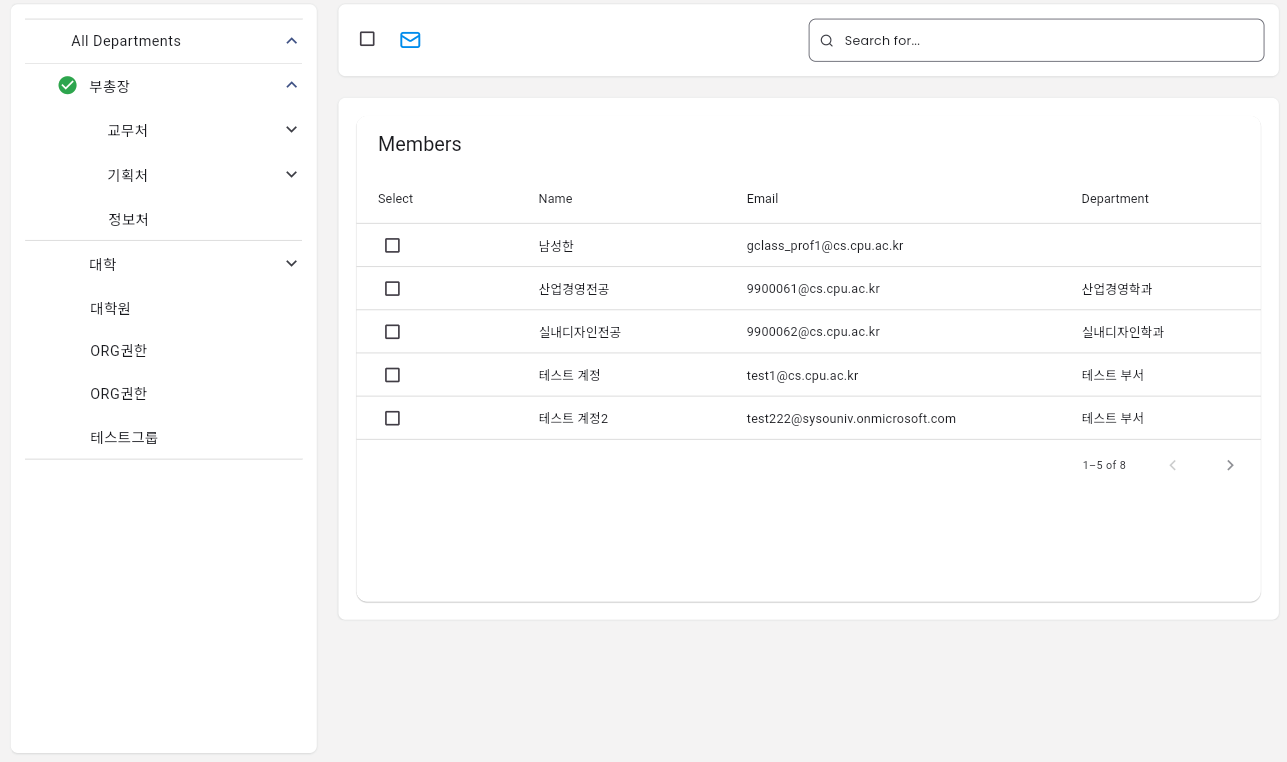 All Departments
부총장
교무처
기획처
정보처
대학
대학원
ORG권한
ORG권한
테스트그룹
Search for...
Members
Select Name Email Department
남성한 gclass_prof1@cs.cpu.ac.kr
산업경영전공 9900061@cs.cpu.ac.kr 산업경영학과
실내디자인전공 9900062@cs.cpu.ac.kr 실내디자인학과
테스트 계정 test1@cs.cpu.ac.kr 테스트 부서
테스트 계정2 test222@sysouniv.onmicrosoft.com 테스트 부서
1–5 of 8